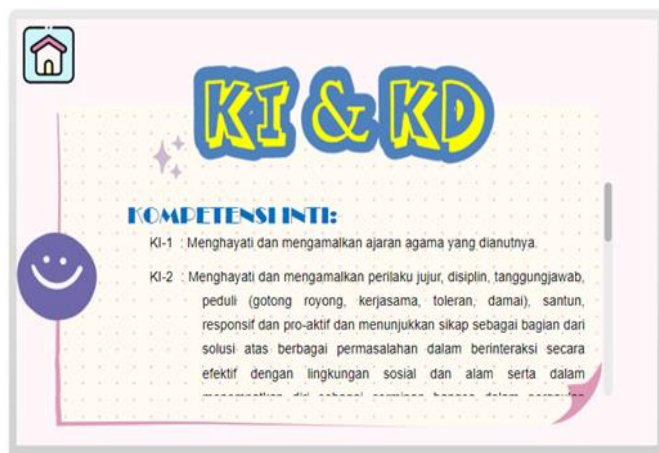 KI & KD
KOMPETENSI INTI:
KI-1 : Menghayati dan mengamalkan ajaran agama yang dianutnya.
KI-2 : Menghayati dan mengamalkan perilaku jujur, disiplin, tanggungjawab,
peduli (gotong royong, kerjasama, toleran, damai), santun,
responsif dan pro-aktif dan menunjukkan sikap sebagai bagian dari
solusi atas berbagai permasalahan dalam berinteraksi secara
efektif dengan lingkungan sosial dan alam serta dalam